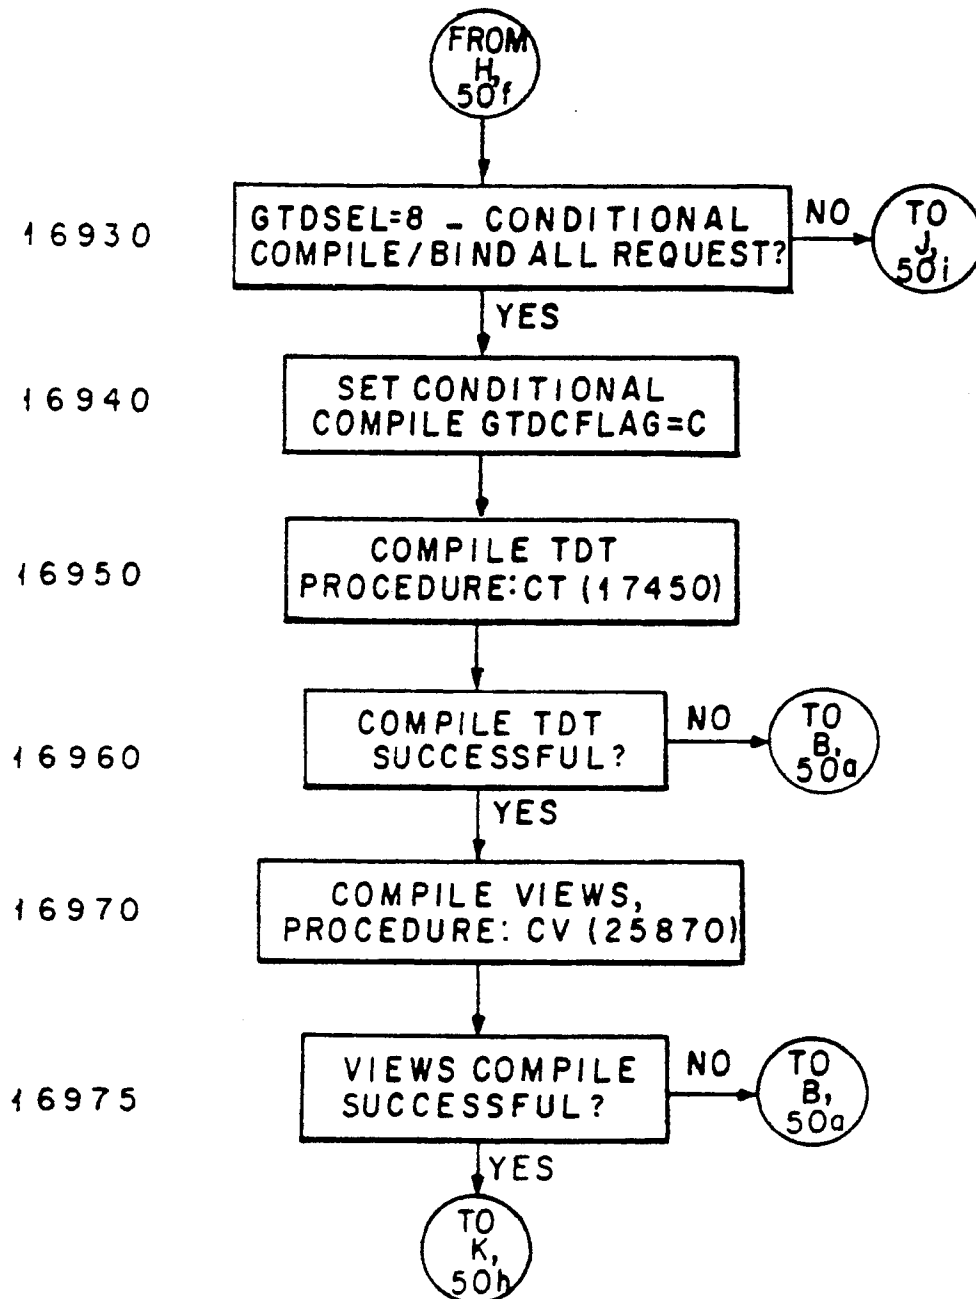 FROM
H,
50f
16930
GTDSEL=8 - CONDITIONAL
COMPILE/BIND ALL REQUEST?
NO
TO
J,
50i
YES
16940
SET CONDITIONAL
COMPILE GTDCFLAG=C
16950
COMPILE TDT
PROCEDURE:CT (17450)
16960
COMPILE TDT
SUCCESSFUL?
NO
TO
B,
50a
YES
16970
COMPILE VIEWS,
PROCEDURE: CV (25870)
16975
VIEWS COMPILE
SUCCESSFUL?
NO
TO
B,
50a
YES
TO
K,
50h